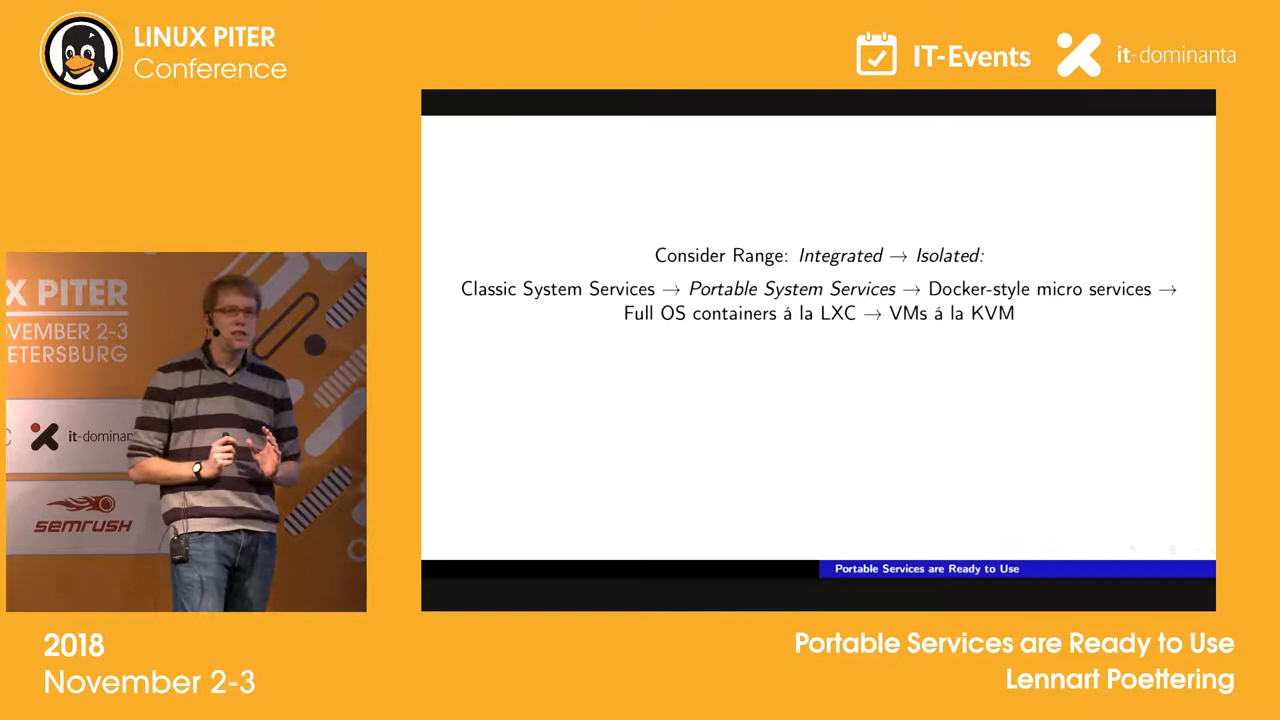 LINUX PITER
Conference
IT-Events
it-dominanta
Consider Range: Integrated → Isolated:
Classic System Services → Portable System Services → Docker-style micro services →
Full OS containers á la LXC → VMs á la KVM
Portable Services are Ready to Use
X PITER
VEMBER 2-3
ETERSBURG
it-dominan
SEMRUSH
2018
November 2-3
Portable Services are Ready to Use
Lennart Poettering